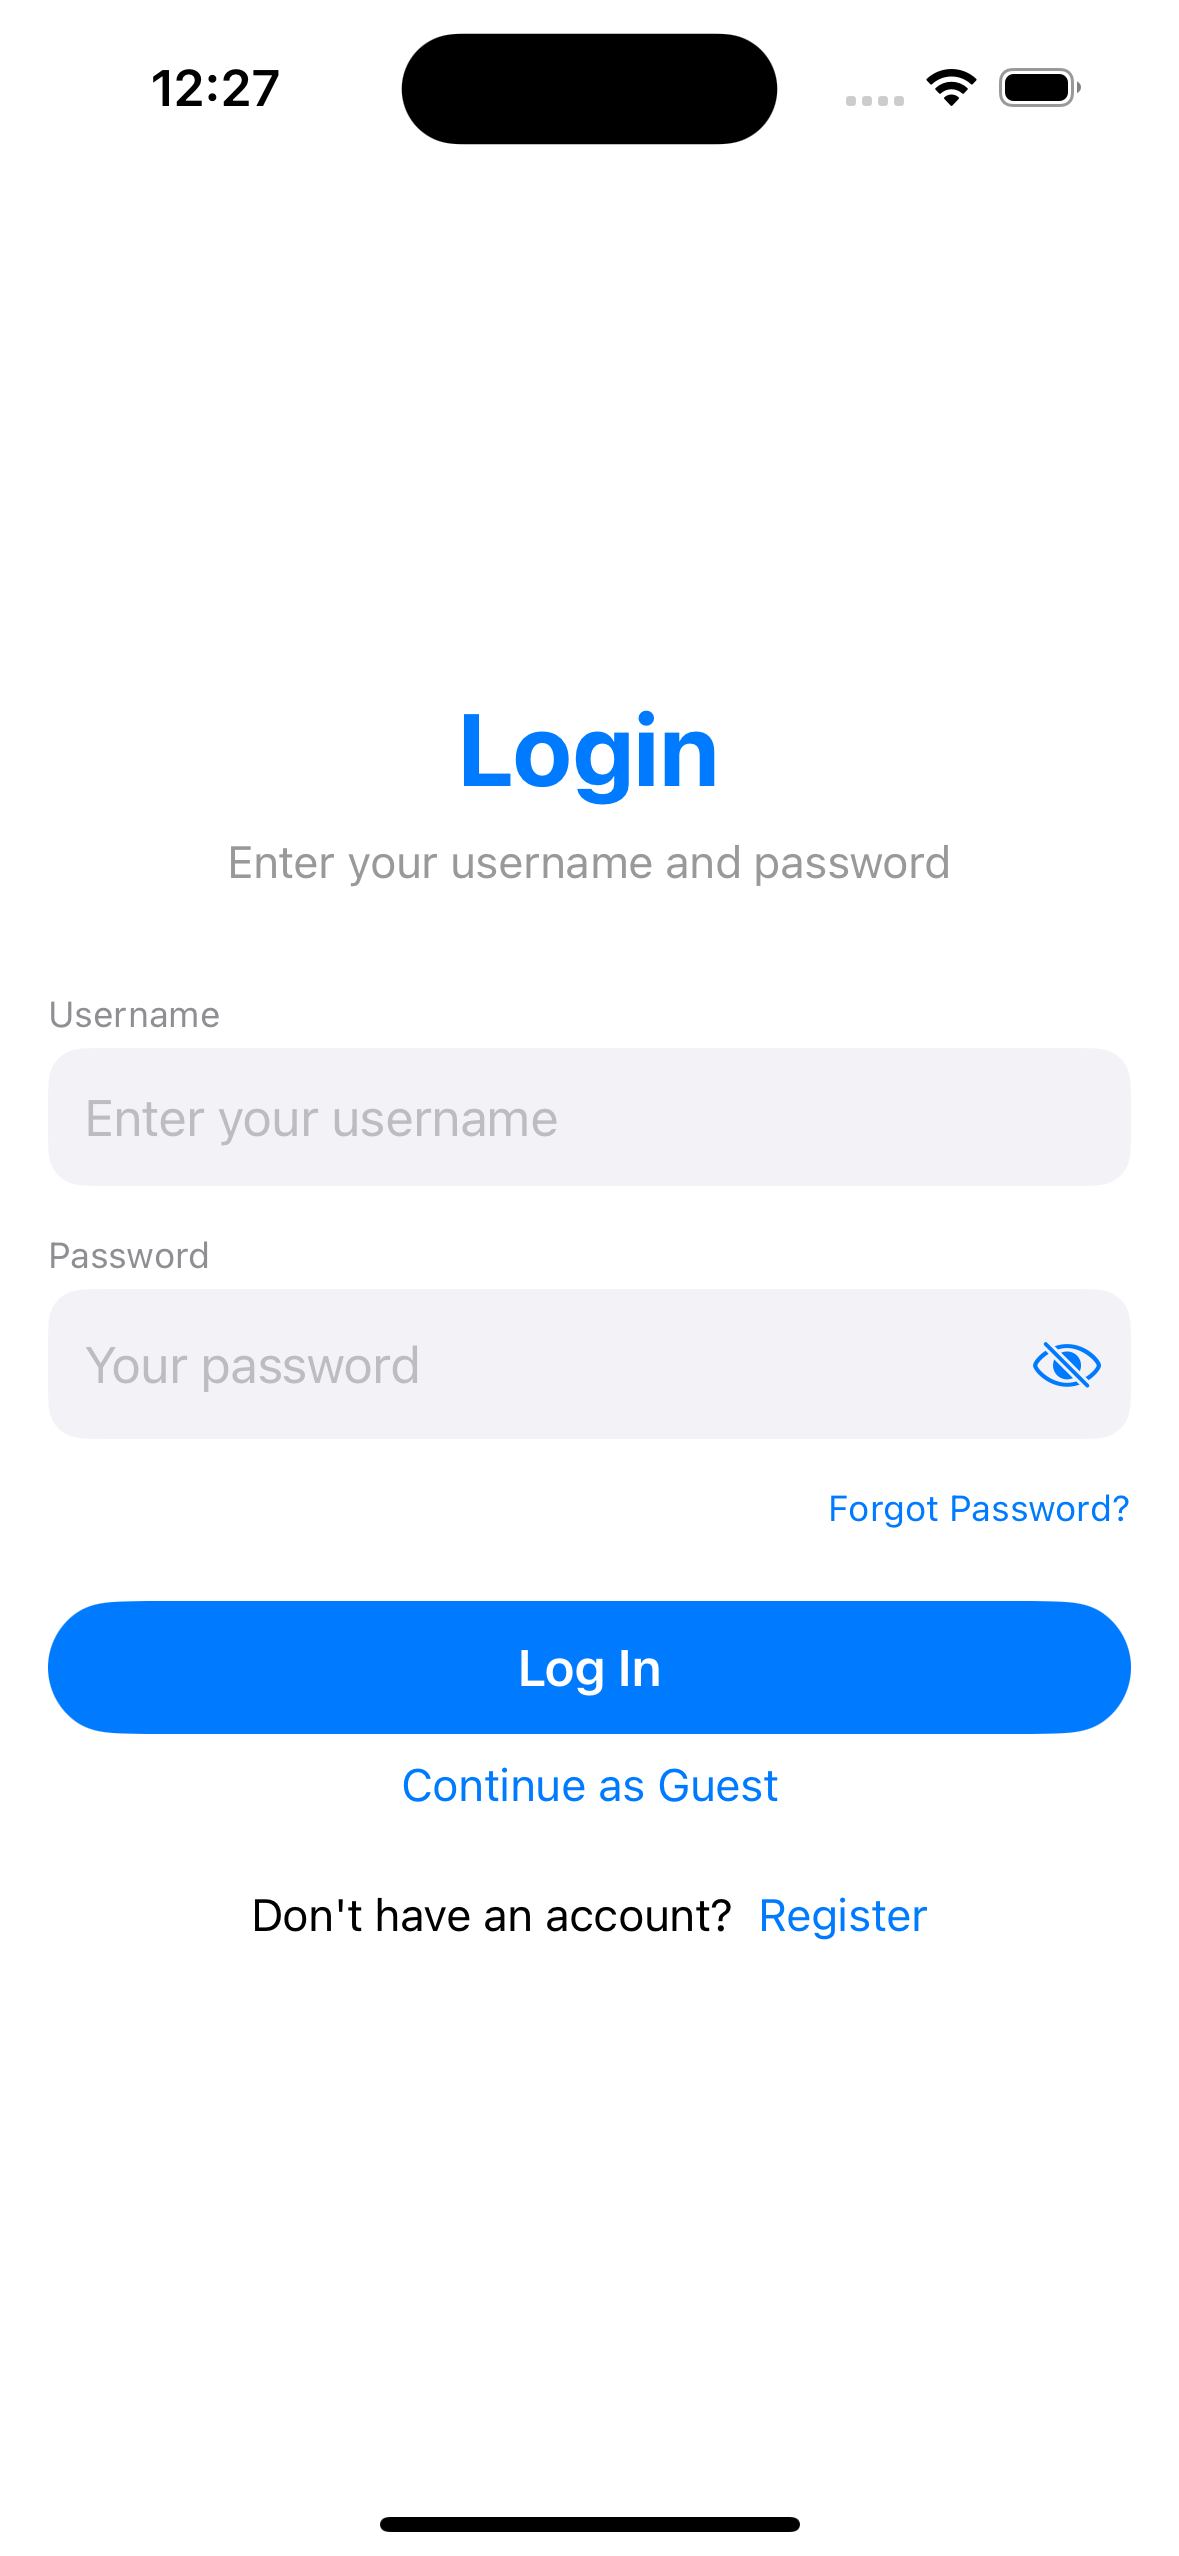 12:27
Login
Enter your username and password
Username
Enter your username
Password
Your password
Forgot Password?
Log In
Continue as Guest
Don't have an account? Register